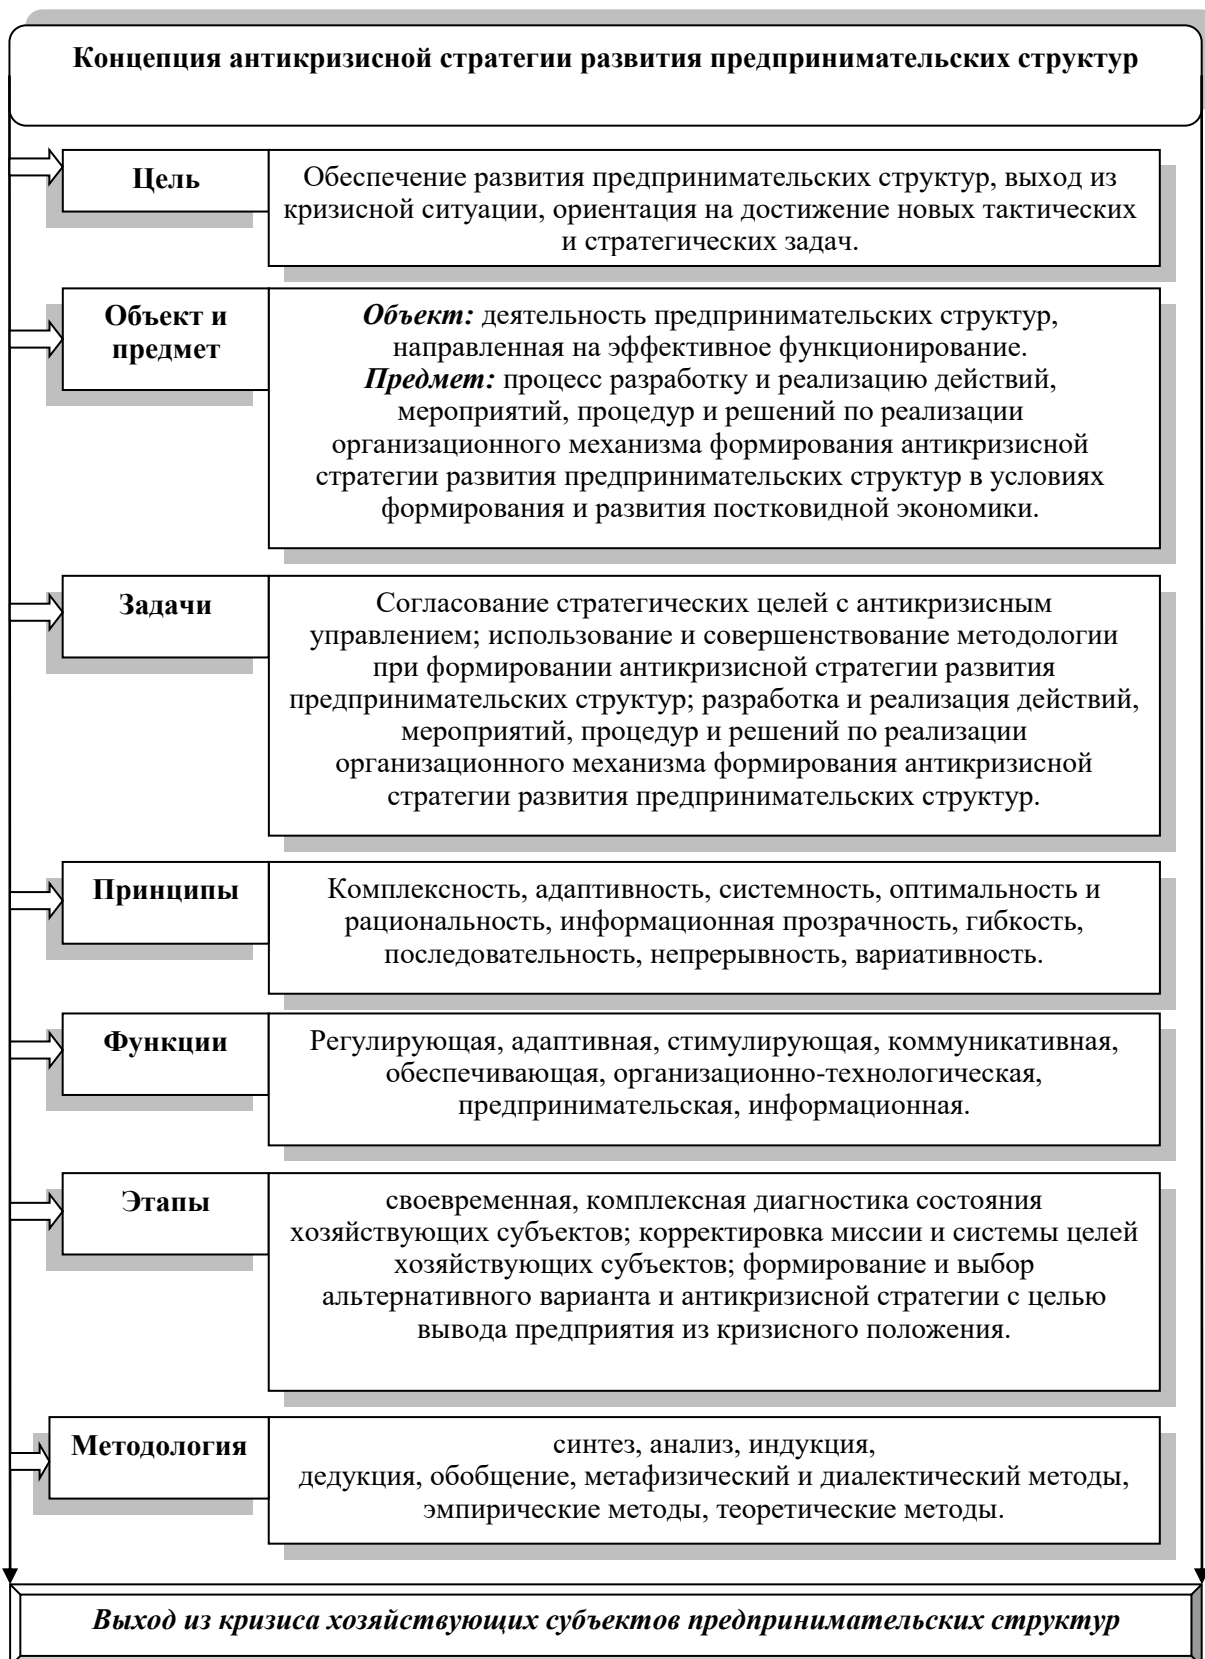 Концепция антикризисной стратегии развития предпринимательских структур
Цель
Обеспечение развития предпринимательских структур, выход из
кризисной ситуации, ориентация на достижение новых тактических
и стратегических задач.
Объект и
предмет
Объект: деятельность предпринимательских структур,
направленная на эффективное функционирование.
Предмет: процесс разработку и реализацию действий,
мероприятий, процедур и решений по реализации
организационного механизма формирования антикризисной
стратегии развития предпринимательских структур в условиях
формирования и развития постковидной экономики.
Задачи
Согласование стратегических целей с антикризисным
управлением; использование и совершенствование методологии
при формировании антикризисной стратегии развития
предпринимательских структур; разработка и реализация действий,
мероприятий, процедур и решений по реализации
организационного механизма формирования антикризисной
стратегии развития предпринимательских структур.
Принципы
Комплексность, адаптивность, системность, оптимальность и
рациональность, информационная прозрачность, гибкость,
последовательность, непрерывность, вариативность.
Функции
Регулирующая, адаптивная, стимулирующая, коммуникативная,
обеспечивающая, организационно-технологическая,
предпринимательская, информационная.
Этапы
своевременная, комплексная диагностика состояния
хозяйствующих субъектов; корректировка миссии и системы целей
хозяйствующих субъектов; формирование и выбор
альтернативного варианта и антикризисной стратегии с целью
вывода предприятия из кризисного положения.
Методология
синтез, анализ, индукция,
дедукция, обобщение, метафизический и диалектический методы,
эмпирические методы, теоретические методы.
Выход из кризиса хозяйствующих субъектов предпринимательских структур